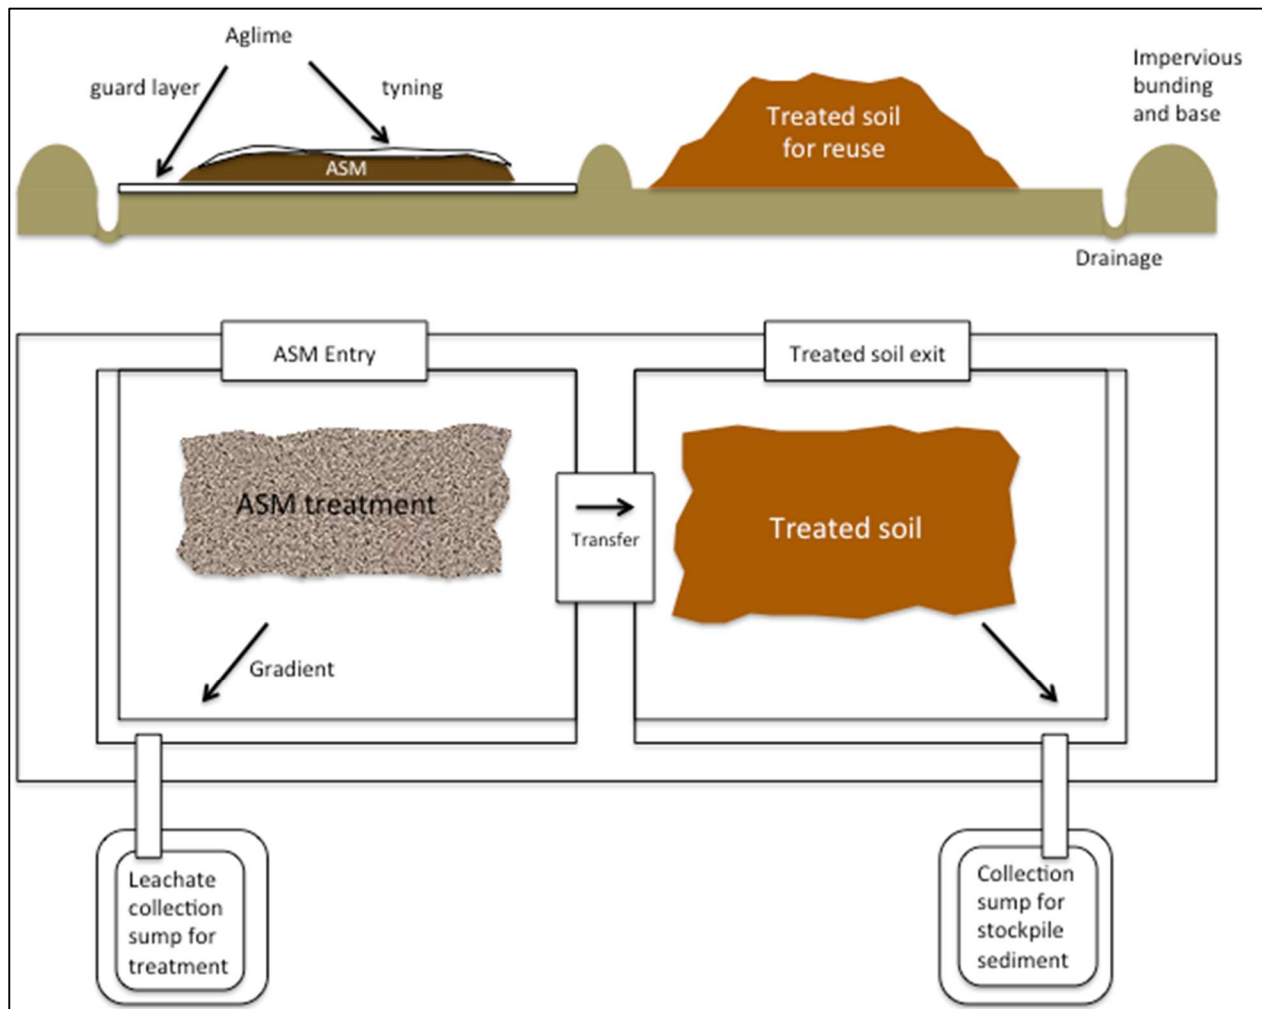 Aglime
guard layer
tyning
ASM
Treated soil
for reuse
Impervious
bunding
and base
Drainage
ASM Entry
Treated soil exit
ASM treatment
Transfer
Treated soil
Gradient
Leachate
collection
sump for
treatment
Collection
sump for
stockpile
sediment